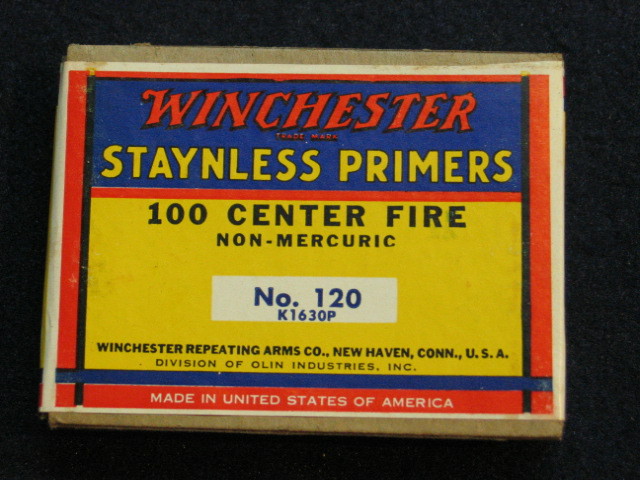 WINCHESTER
TRADE MARK
STAYNLESS PRIMERS
100 CENTER FIRE
NON-MERCURIC
No. 120
K1630P
WINCHESTER REPEATING ARMS CO., NEW HAVEN, CONN., U.S.A.
DIVISION OF OLIN INDUSTRIES, INC.
MADE IN UNITED STATES OF AMERICA